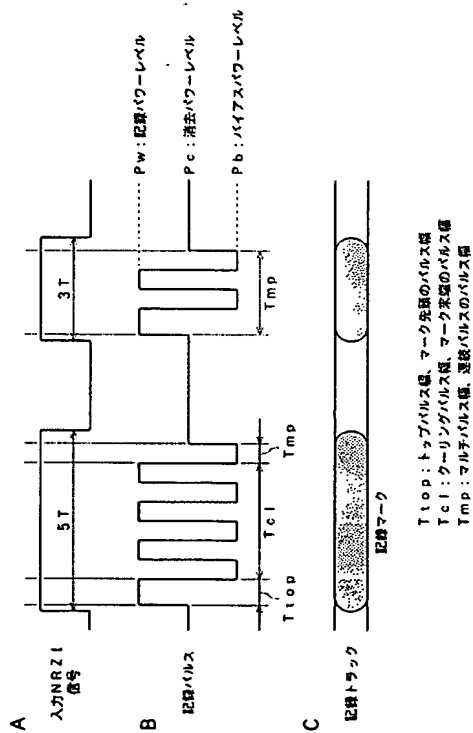 A
入力NRZI
信号
5T
3T
B
記録パルス
Pw:記録パワーレベル
Pc:消去パワーレベル
Pb:バイアスパワーレベル
Ttop
Tcl
Tmp
Tmp
C
記録トラック
記録マーク
Ttop:トップパルス幅、マーク先頭のパルス幅
Tcl:クーリングパルス幅、マーク末端のパルス幅
Tmp:マルチパルス幅、連続パルスのパルス幅